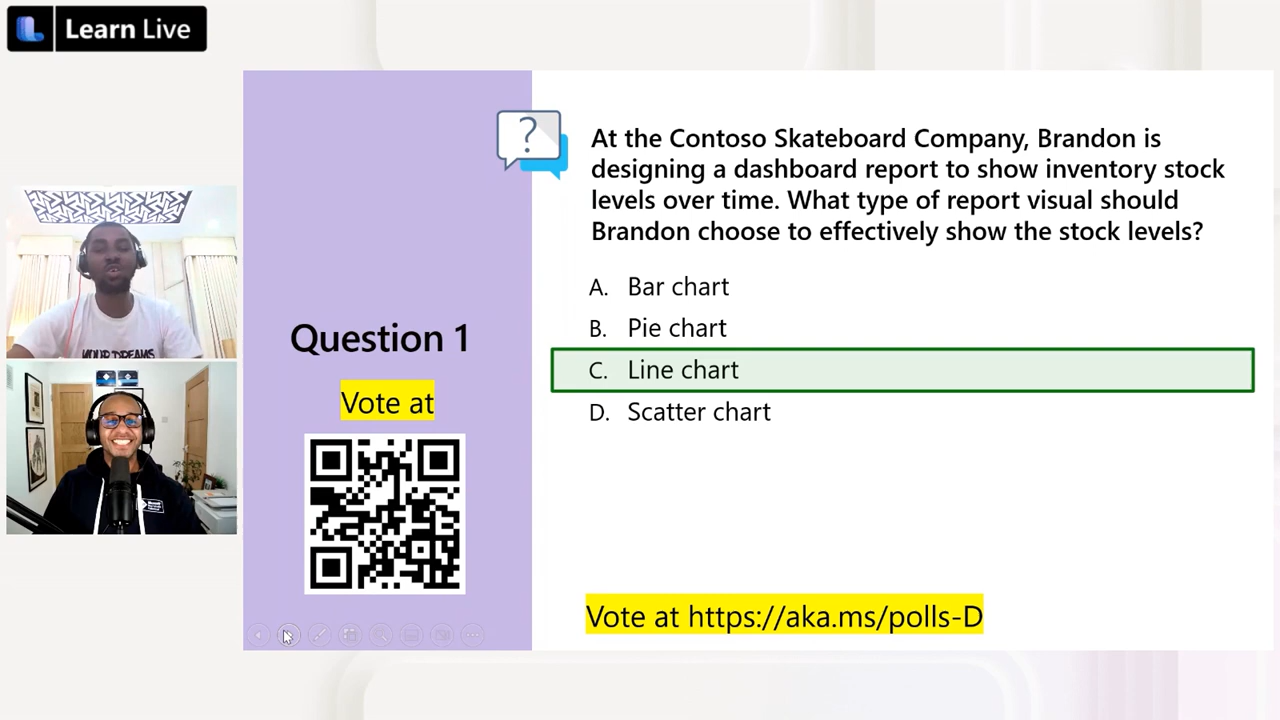 Learn Live
At the Contoso Skateboard Company, Brandon is
designing a dashboard report to show inventory stock
levels over time. What type of report visual should
Brandon choose to effectively show the stock levels?
A. Bar chart
B. Pie chart
C. Line chart
D. Scatter chart
Question 1
Vote at
Vote at https://aka.ms/polls-D
YOUR DREAMS